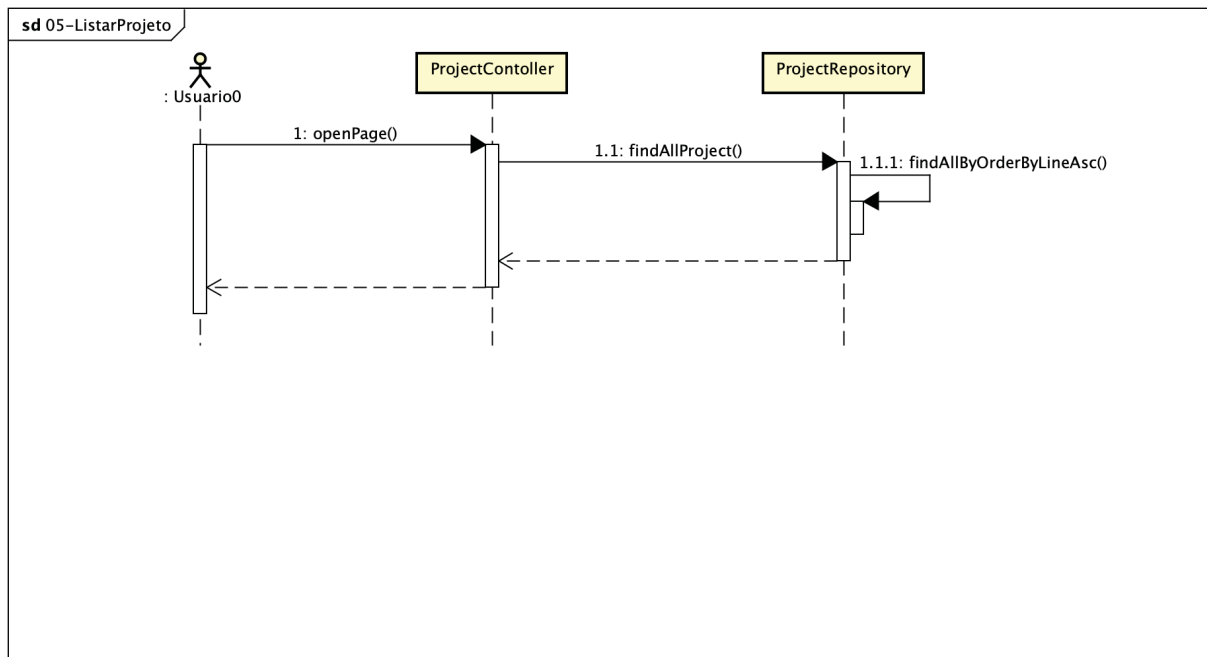 sd 05-ListarProjeto
: Usuario0
ProjectContoller
ProjectRepository
1: openPage()
1.1: findAllProject()
1.1.1: findAllByOrderByLineAsc()